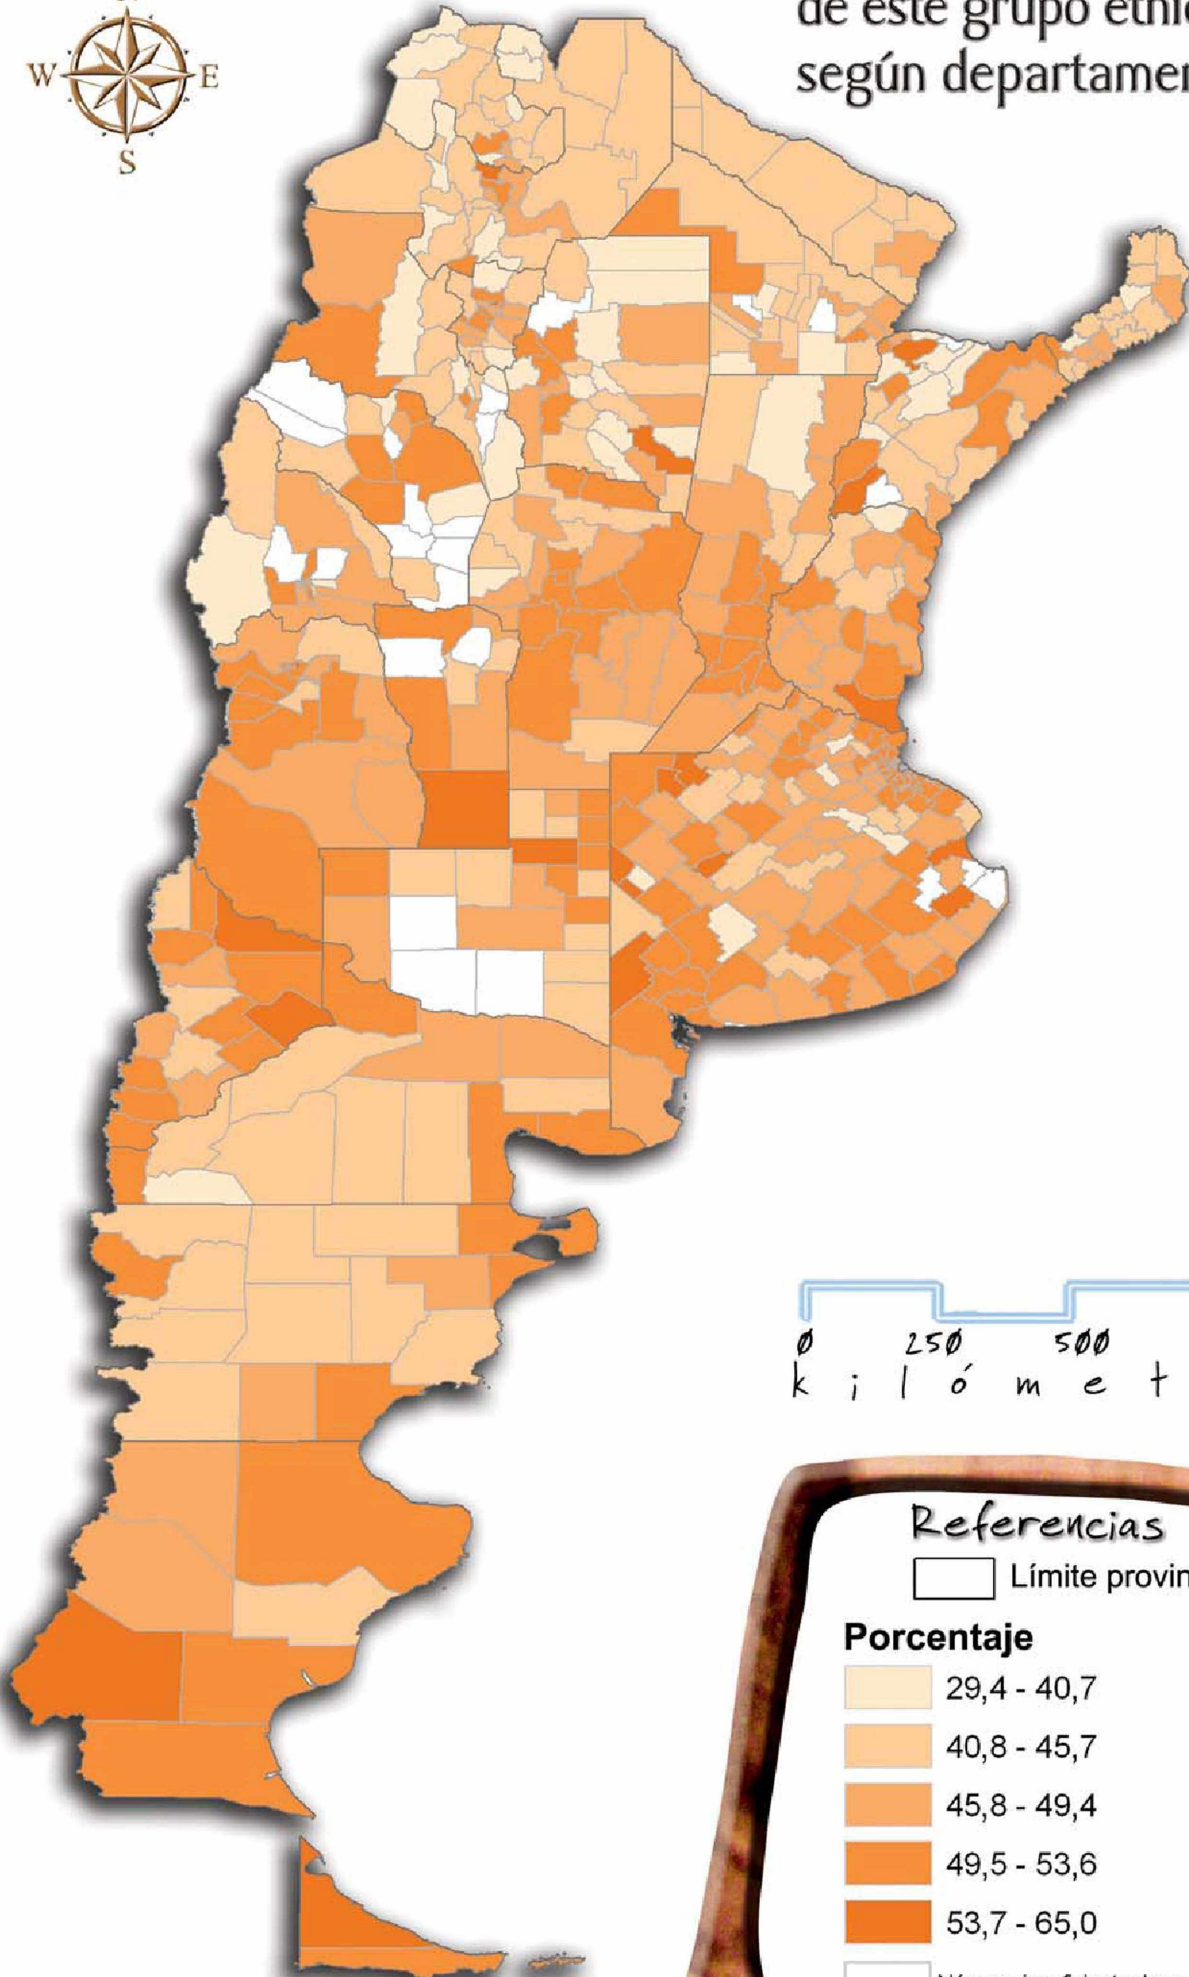 de este grupo étni
según departamen
W E
S
0 250 500
k i l ó m e t
Referencias
Límite provin
Porcentaje
29,4 - 40,7
40,8 - 45,7
45,8 - 49,4
49,5 - 53,6
53,7 - 65,0